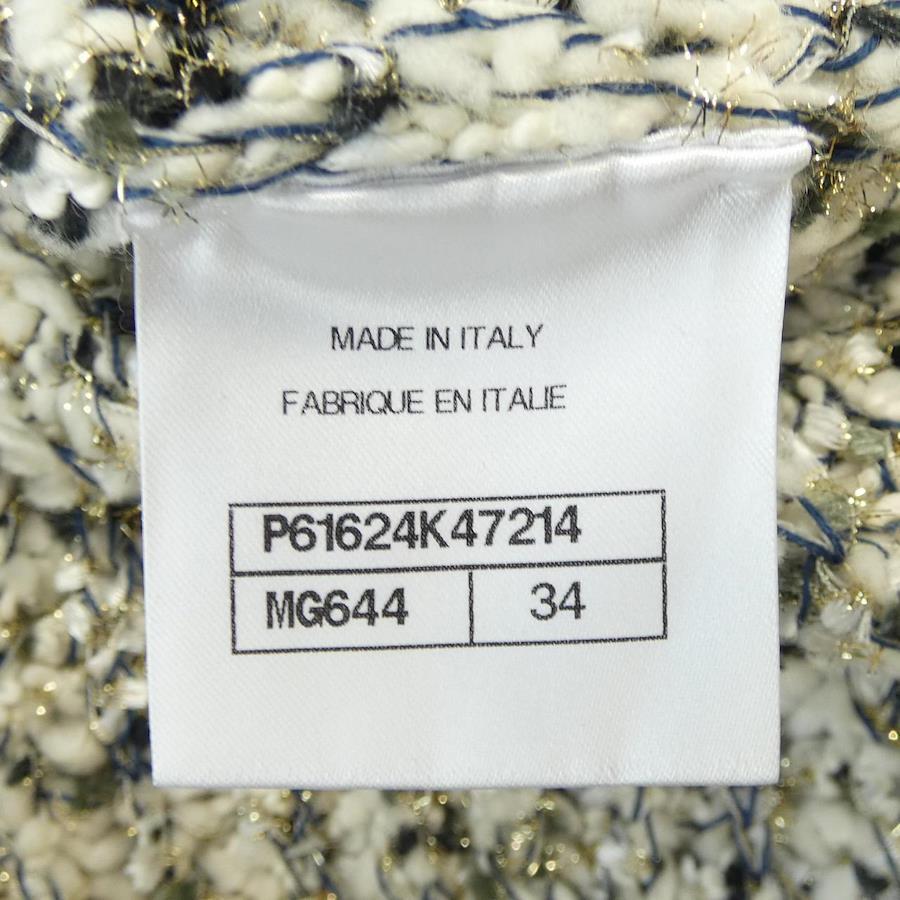 MADE IN ITALY
FABRIQUE EN ITALIE
P61624K47214
MG644 34